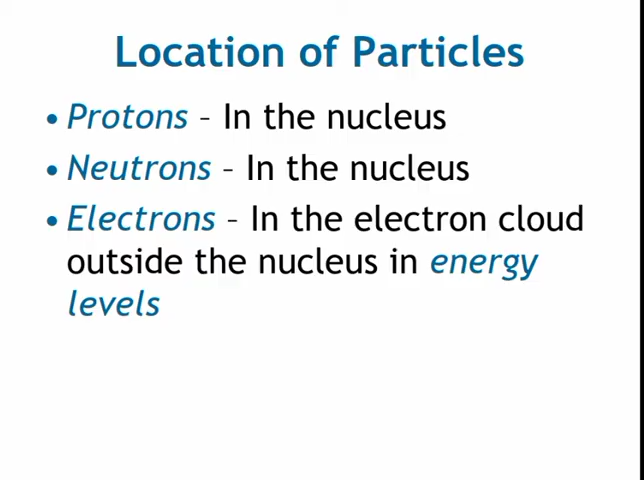 Location of Particles
• Protons – In the nucleus
• Neutrons – In the nucleus
• Electrons – In the electron cloud
outside the nucleus in energy
levels